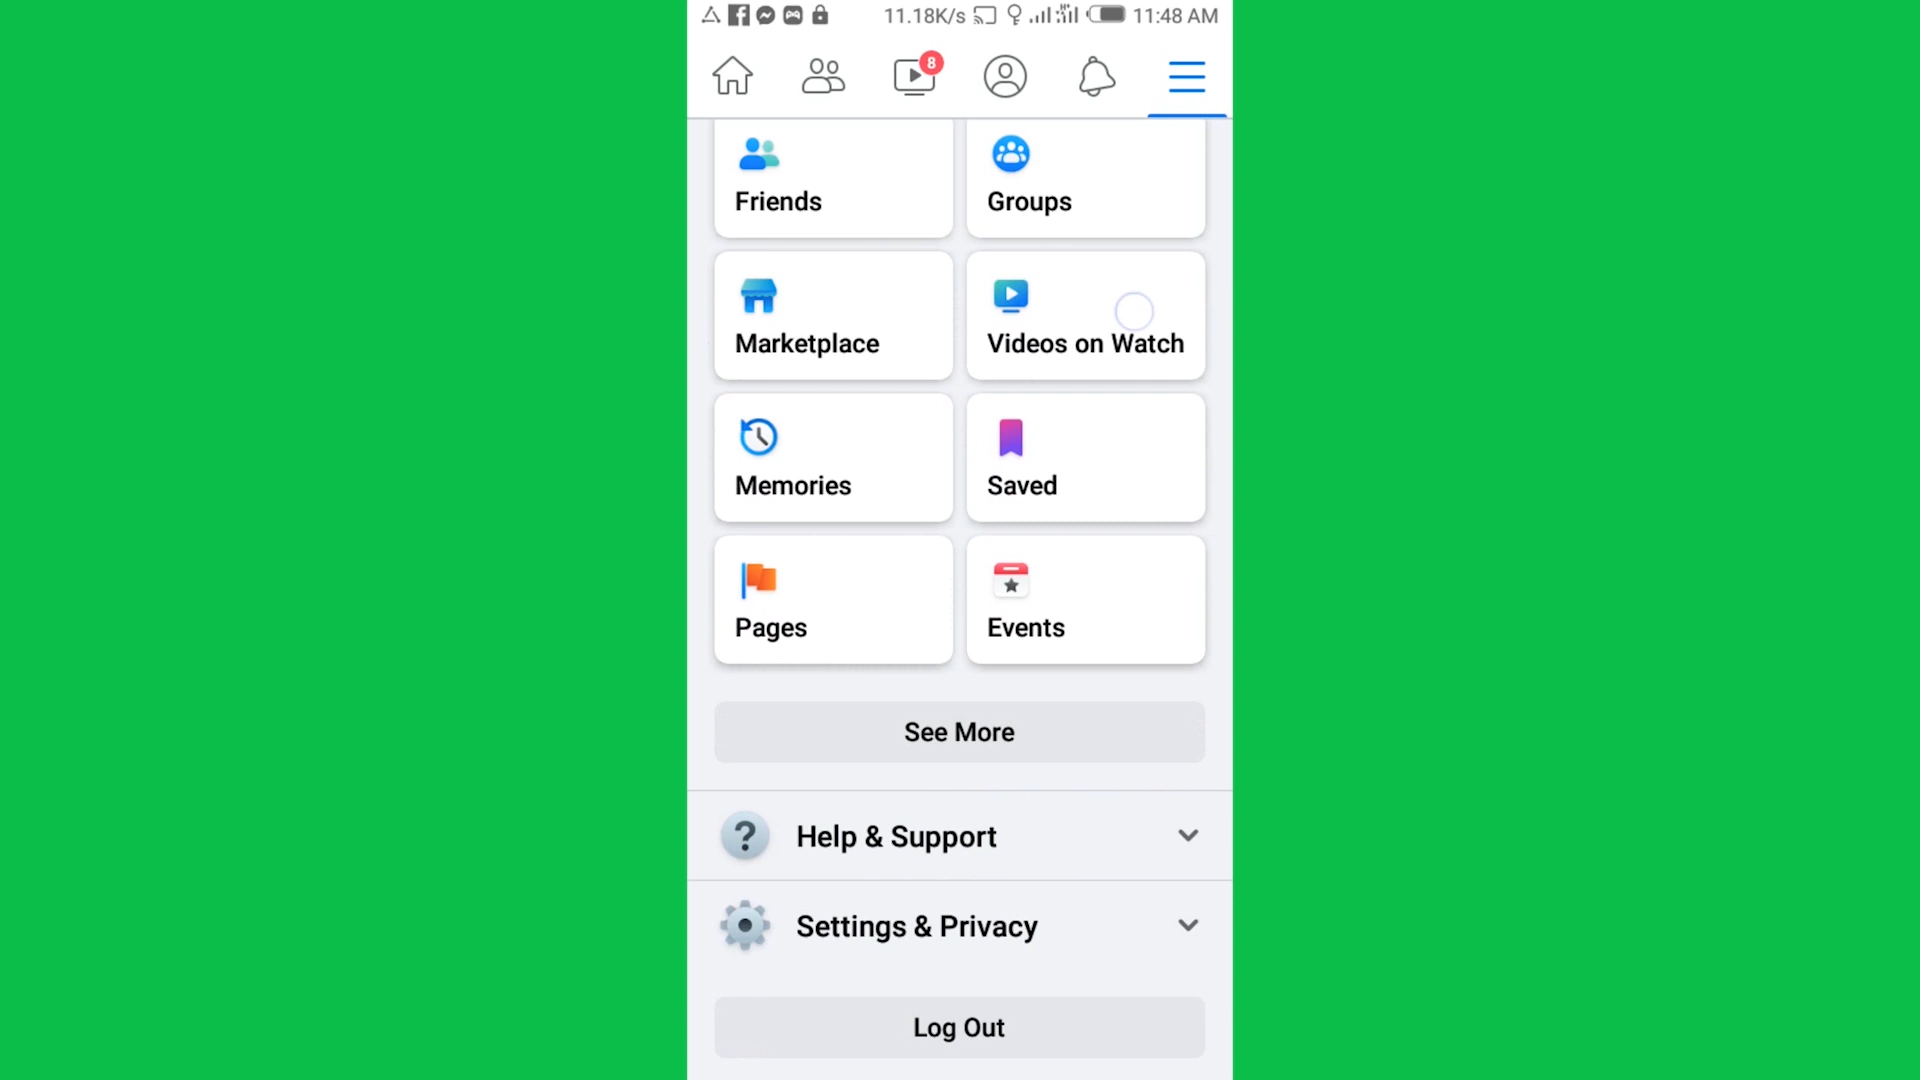 11.18K/s 11:48 AM
8
Friends Groups
Marketplace Videos on Watch
Memories Saved
Pages Events
See More
Help & Support
Settings & Privacy
Log Out